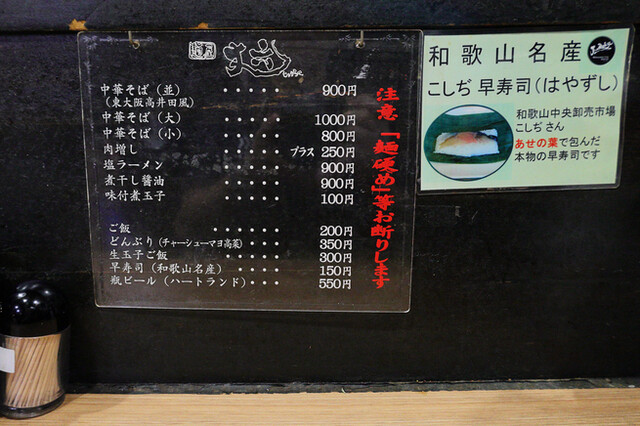 中華そば（並）・・・・・ 900円
（東大阪高井田風）
中華そば（大）・・・・ 1000円
中華そば（小）・・・・ 800円
肉増し・・・・ プラス 250円
塩ラーメン・・・・・ 900円
煮干し醤油・・・・・ 900円
味付煮玉子・・・・・ 100円
ご飯・・・・・・ 200円
どんぶり（チャーシューマヨ高菜）・・・ 350円
生玉子ご飯・・・・・ 300円
早寿司（和歌山名産）・・・・ 150円
瓶ビール（ハートランド）・・・ 550円
注意「麺硬め」等お断りします
和歌山名産
こしぢ早寿司（はやずし）
和歌山中央卸売市場
こしぢさん
あせの葉で包んだ
本物の早寿司です